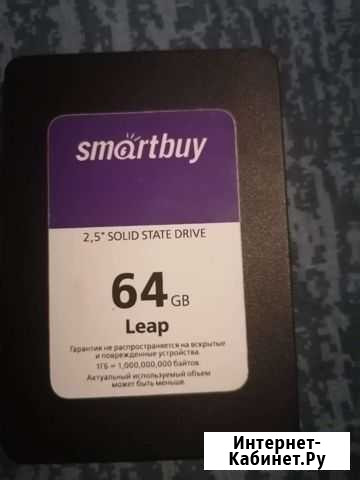 smartbuy
2,5" SOLID STATE DRIVE
64 GB
Leap
Гарантия не распространяется на вскрытые
и поврежденные устройства.
1ГБ = 1,000,000,000 байтов.
Актуальный используемый объем
может быть меньше.
Интернет-
Кабинет.Ру